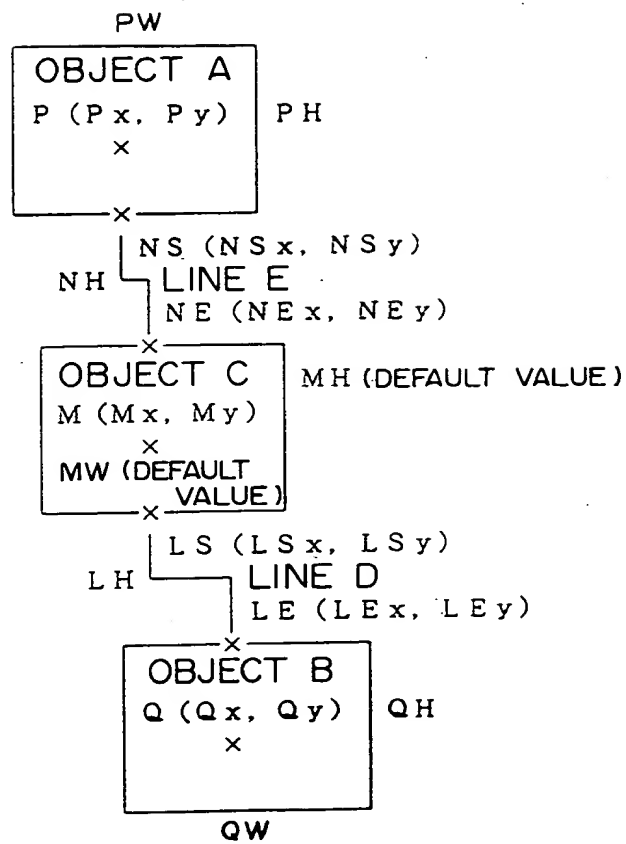 PW
OBJECT A
P (Px, Py)
PH
NS (NSx, NSy)
NH
LINE E
NE (NEx, NEy)
OBJECT C
MH (DEFAULT VALUE)
M (Mx, My)
MW (DEFAULT
VALUE)
LS (LSx, LSy)
LH
LINE D
LE (LEx, LEy)
OBJECT B
Q (Qx, Qy)
QH
QW